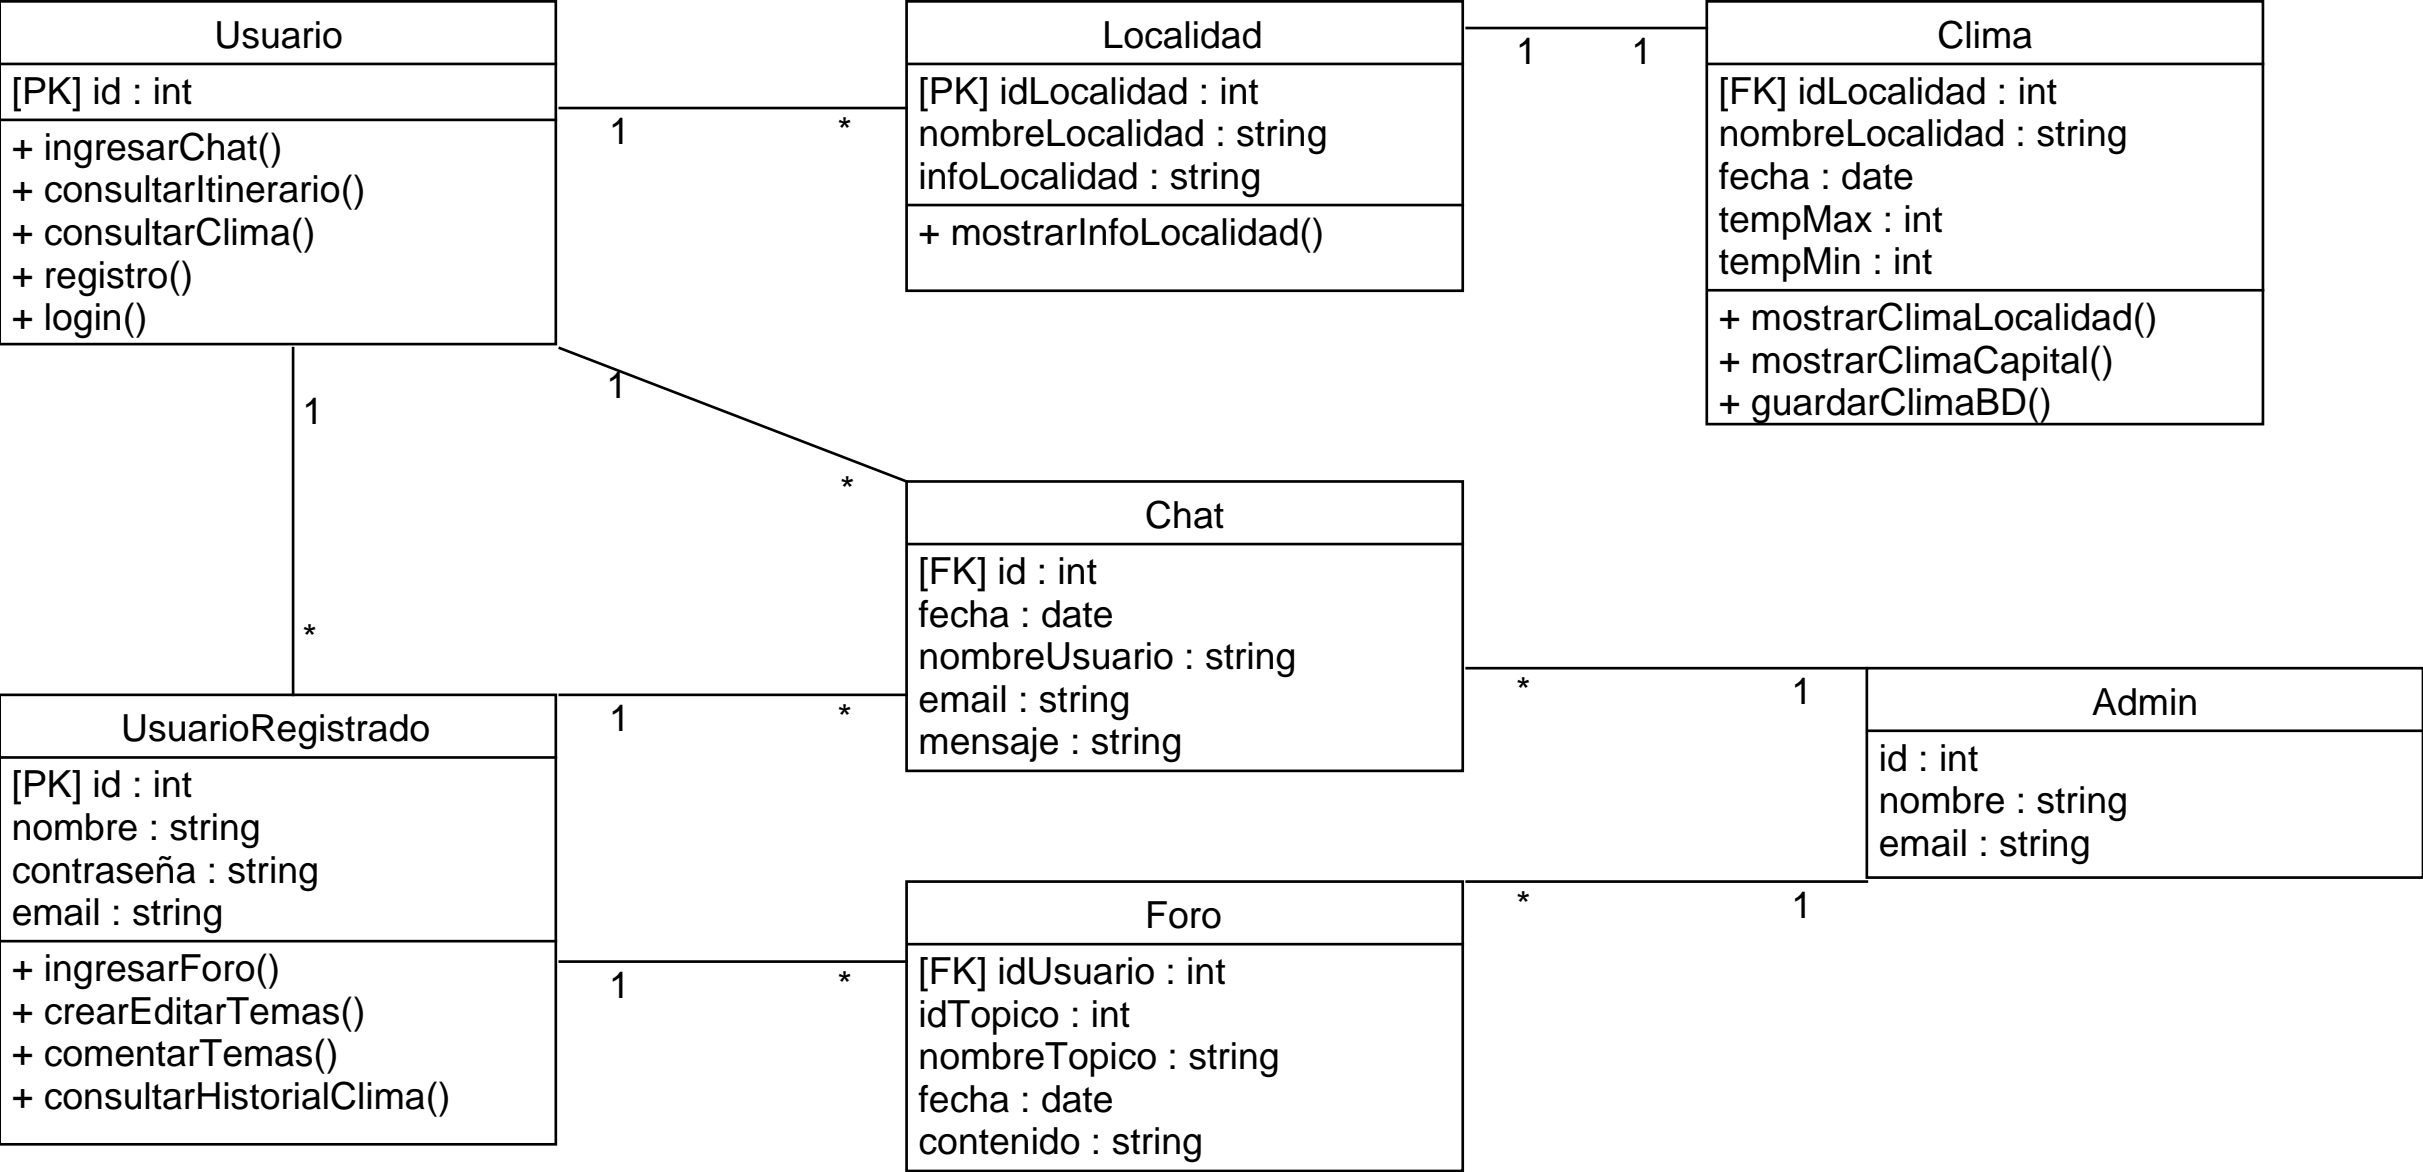 Usuario
[PK] id : int
+ ingresarChat()
+ consultarItinerario()
+ consultarClima()
+ registro()
+ login()
1
*
Localidad
[PK] idLocalidad : int
nombreLocalidad : string
infoLocalidad : string
+ mostrarInfoLocalidad()
1
1
Clima
[FK] idLocalidad : int
nombreLocalidad : string
fecha : date
tempMax : int
tempMin : int
+ mostrarClimaLocalidad()
+ mostrarClimaCapital()
+ guardarClimaBD()
1
*
1
*
Chat
[FK] id : int
fecha : date
nombreUsuario : string
email : string
mensaje : string
*
1
Admin
id : int
nombre : string
email : string
UsuarioRegistrado
[PK] id : int
nombre : string
contraseña : string
email : string
+ ingresarForo()
+ crearEditarTemas()
+ comentarTemas()
+ consultarHistorialClima()
1
*
1
*
Foro
[FK] idUsuario : int
idTopico : int
nombreTopico : string
fecha : date
contenido : string
*
1